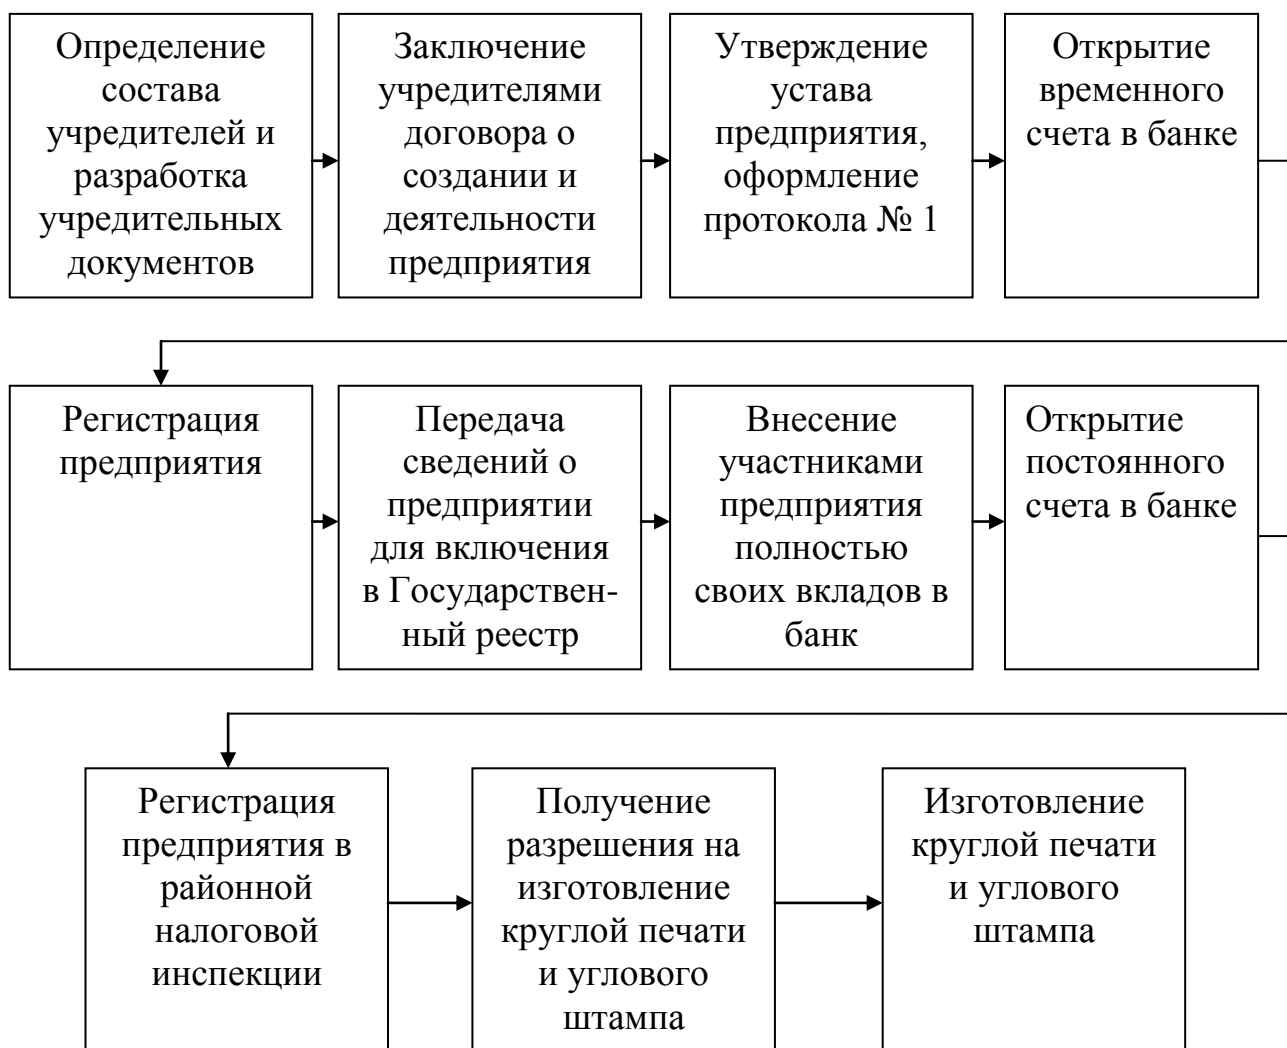 Определение
состава
учредителей и
разработка
учредительных
документов
Заключение
учредителями
договора о
создании и
деятельности
предприятия
Утверждение
устава
предприятия,
оформление
протокола № 1
Открытие
временного
счета в банке
Регистрация
предприятия
Передача
сведений о
предприятии
для включения
в Государствен-
ный реестр
Внесение
участниками
предприятия
полностью
своих вкладов в
банк
Открытие
постоянного
счета в банке
Регистрация
предприятия в
районной
налоговой
инспекции
Получение
разрешения на
изготовление
круглой печати
и углового
штампа
Изготовление
круглой печати
и углового
штампа